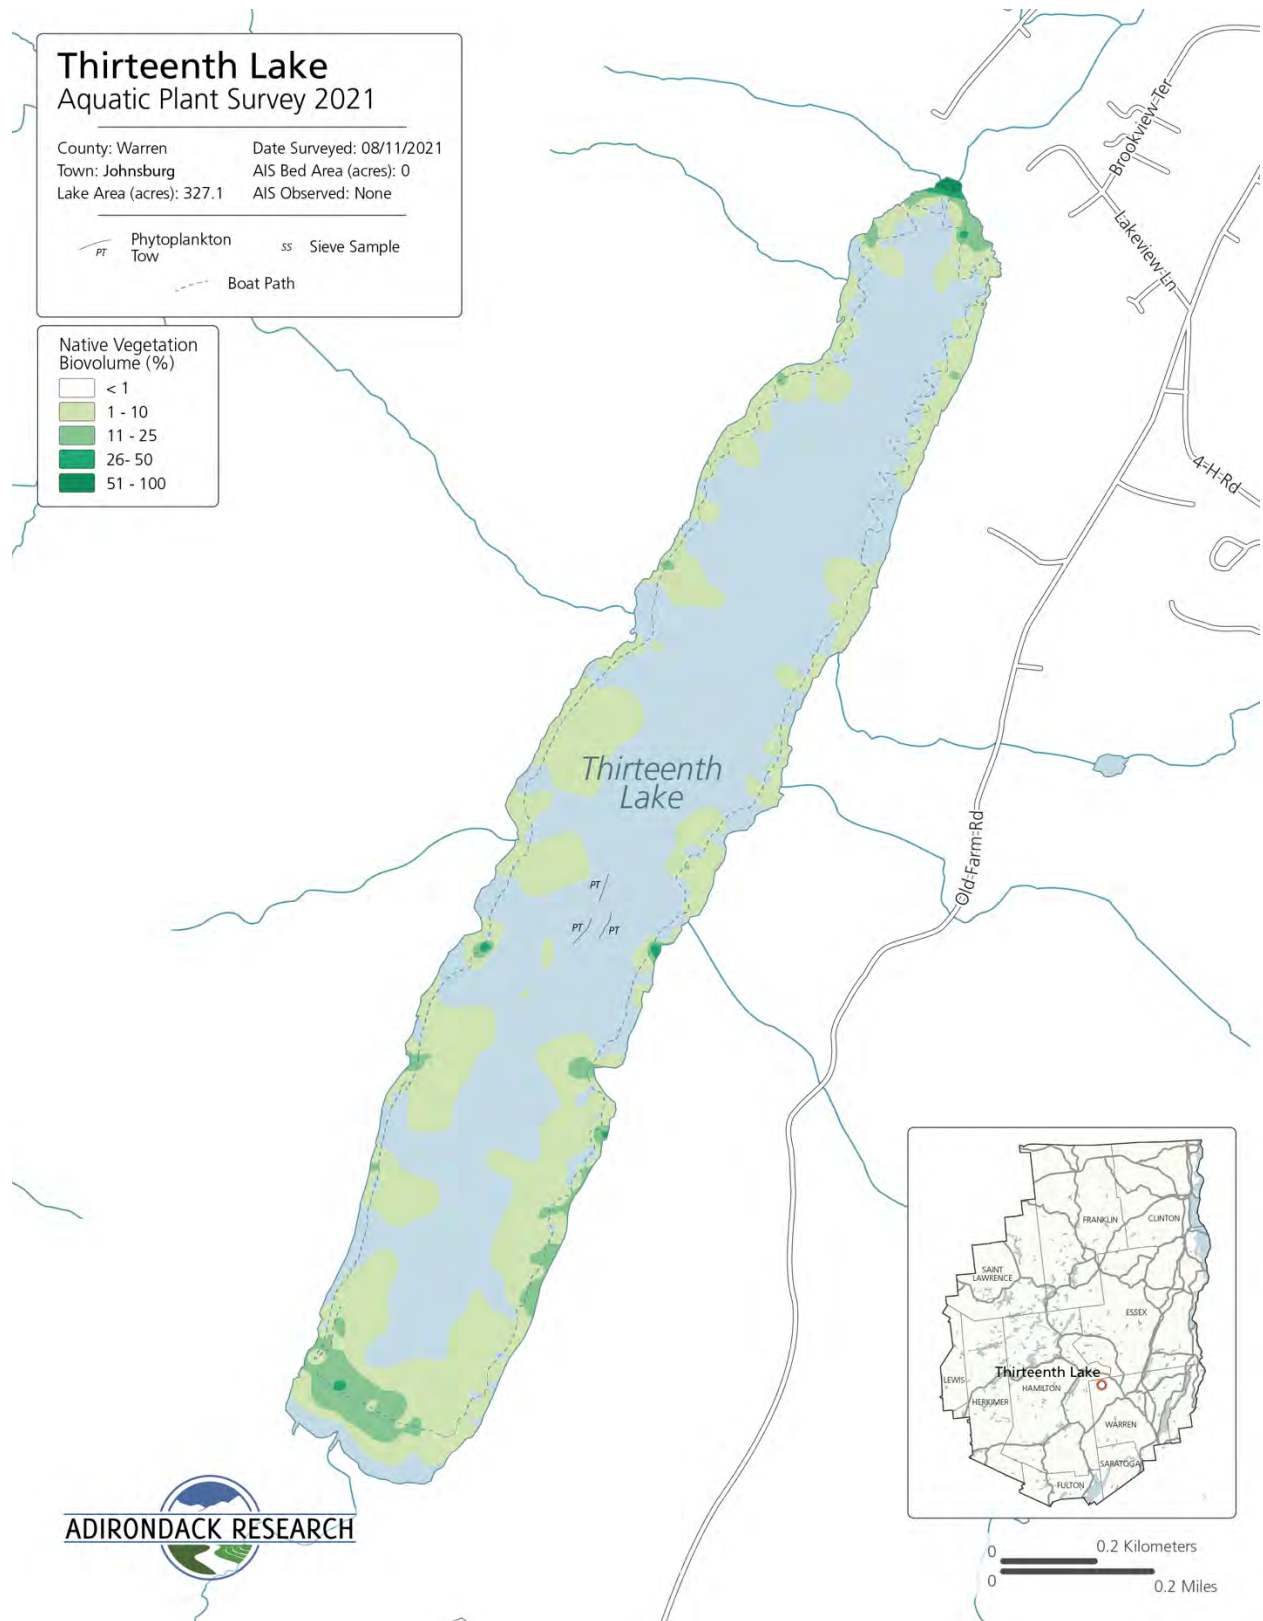 Thirteenth Lake
Aquatic Plant Survey 2021
County: Warren
Town: Johnsburg
Lake Area (acres): 327.1
Date Surveyed: 08/11/2021
AIS Bed Area (acres): 0
AIS Observed: None
PT
Phytoplankton
Tow
SS
Sieve Sample
Boat Path
Native Vegetation
Biovolume (%)
< 1
1 - 10
11 - 25
26- 50
51 - 100
Brookview-Ter
Lakeview-Ln
4-H-Rd
Old-Farm-Rd
Thirteenth
Lake
PT
PT
PT
FRANKLIN
CLINTON
SAINT
LAWRENCE
ESSEX
Thirteenth Lake
LEWIS
HAMILTON
HERKIMER
WARREN
SARATOGA
FULTON
ADIRONDACK RESEARCH
0
0.2 Kilometers
0
0.2 Miles